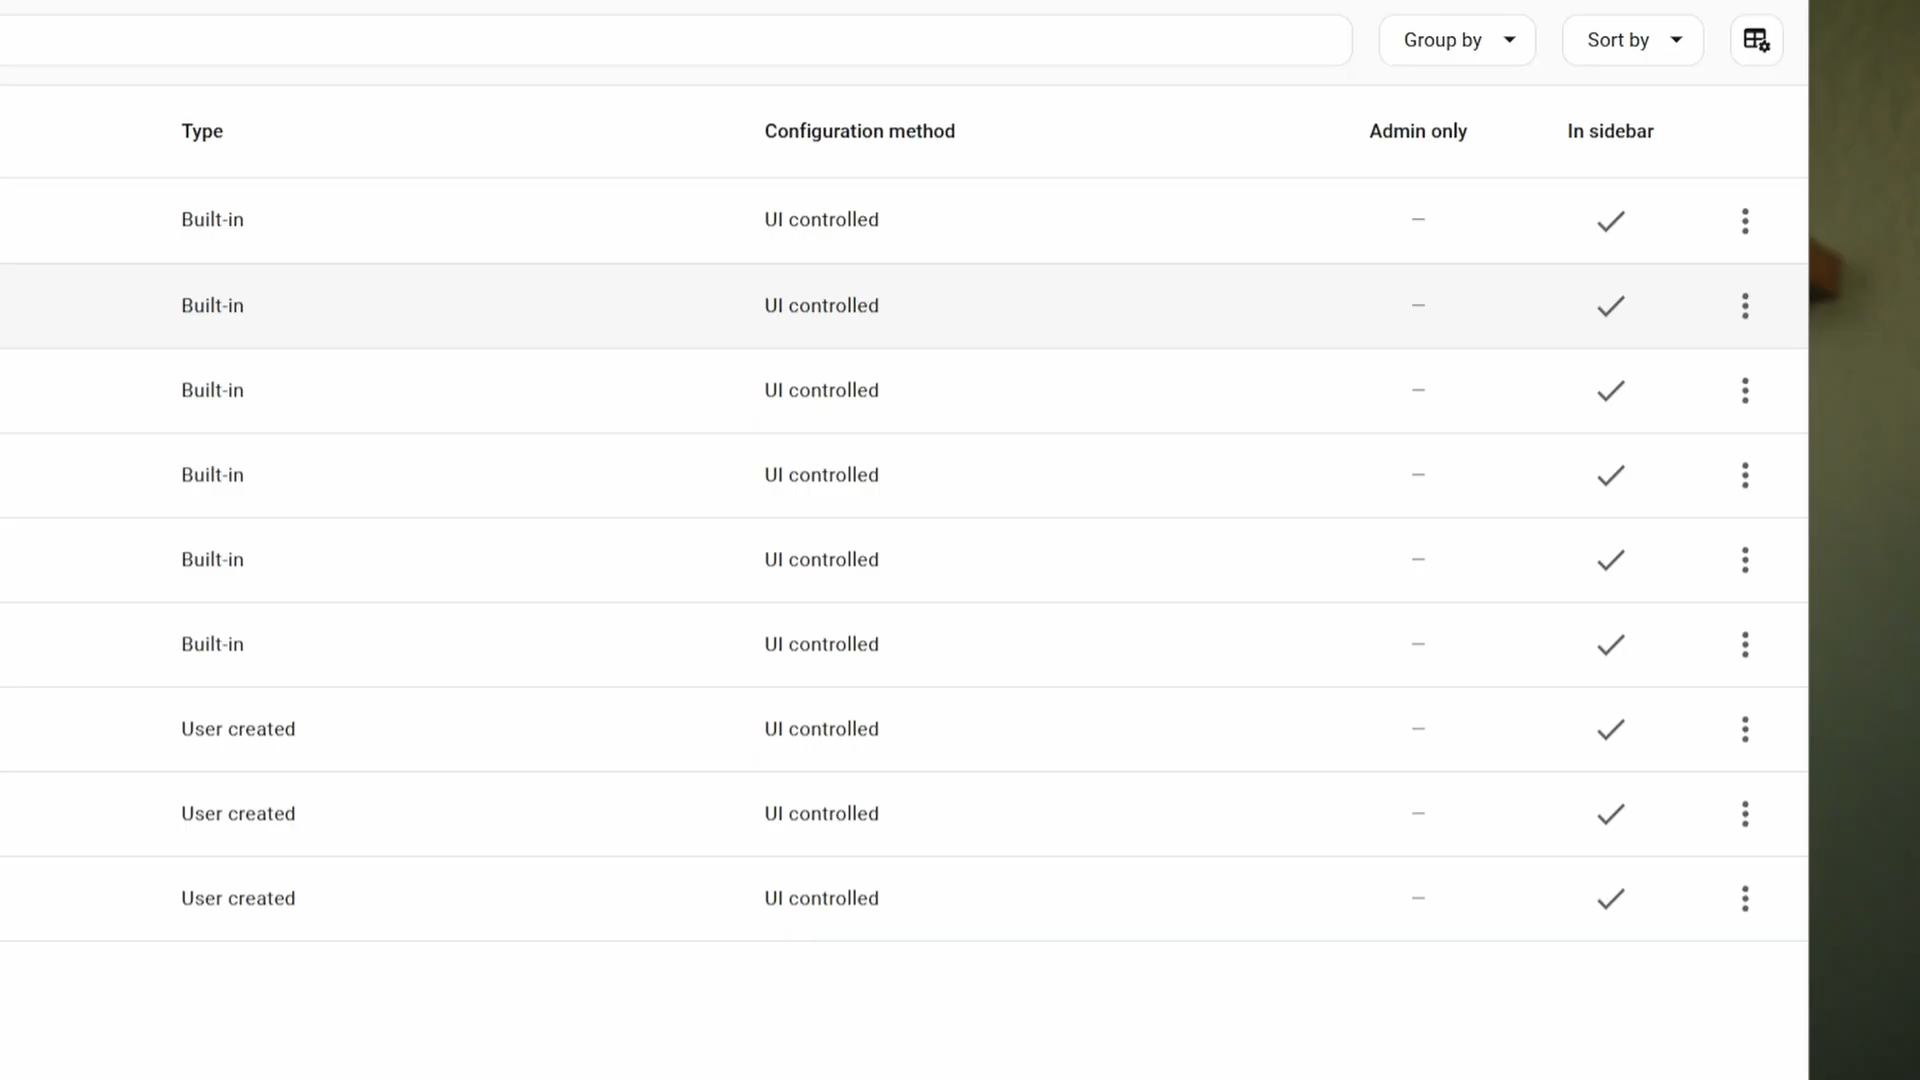 Group by
Sort by
Type Configuration method Admin only In sidebar
Built-in UI controlled –
Built-in UI controlled –
Built-in UI controlled –
Built-in UI controlled –
Built-in UI controlled –
Built-in UI controlled –
User created UI controlled –
User created UI controlled –
User created UI controlled –